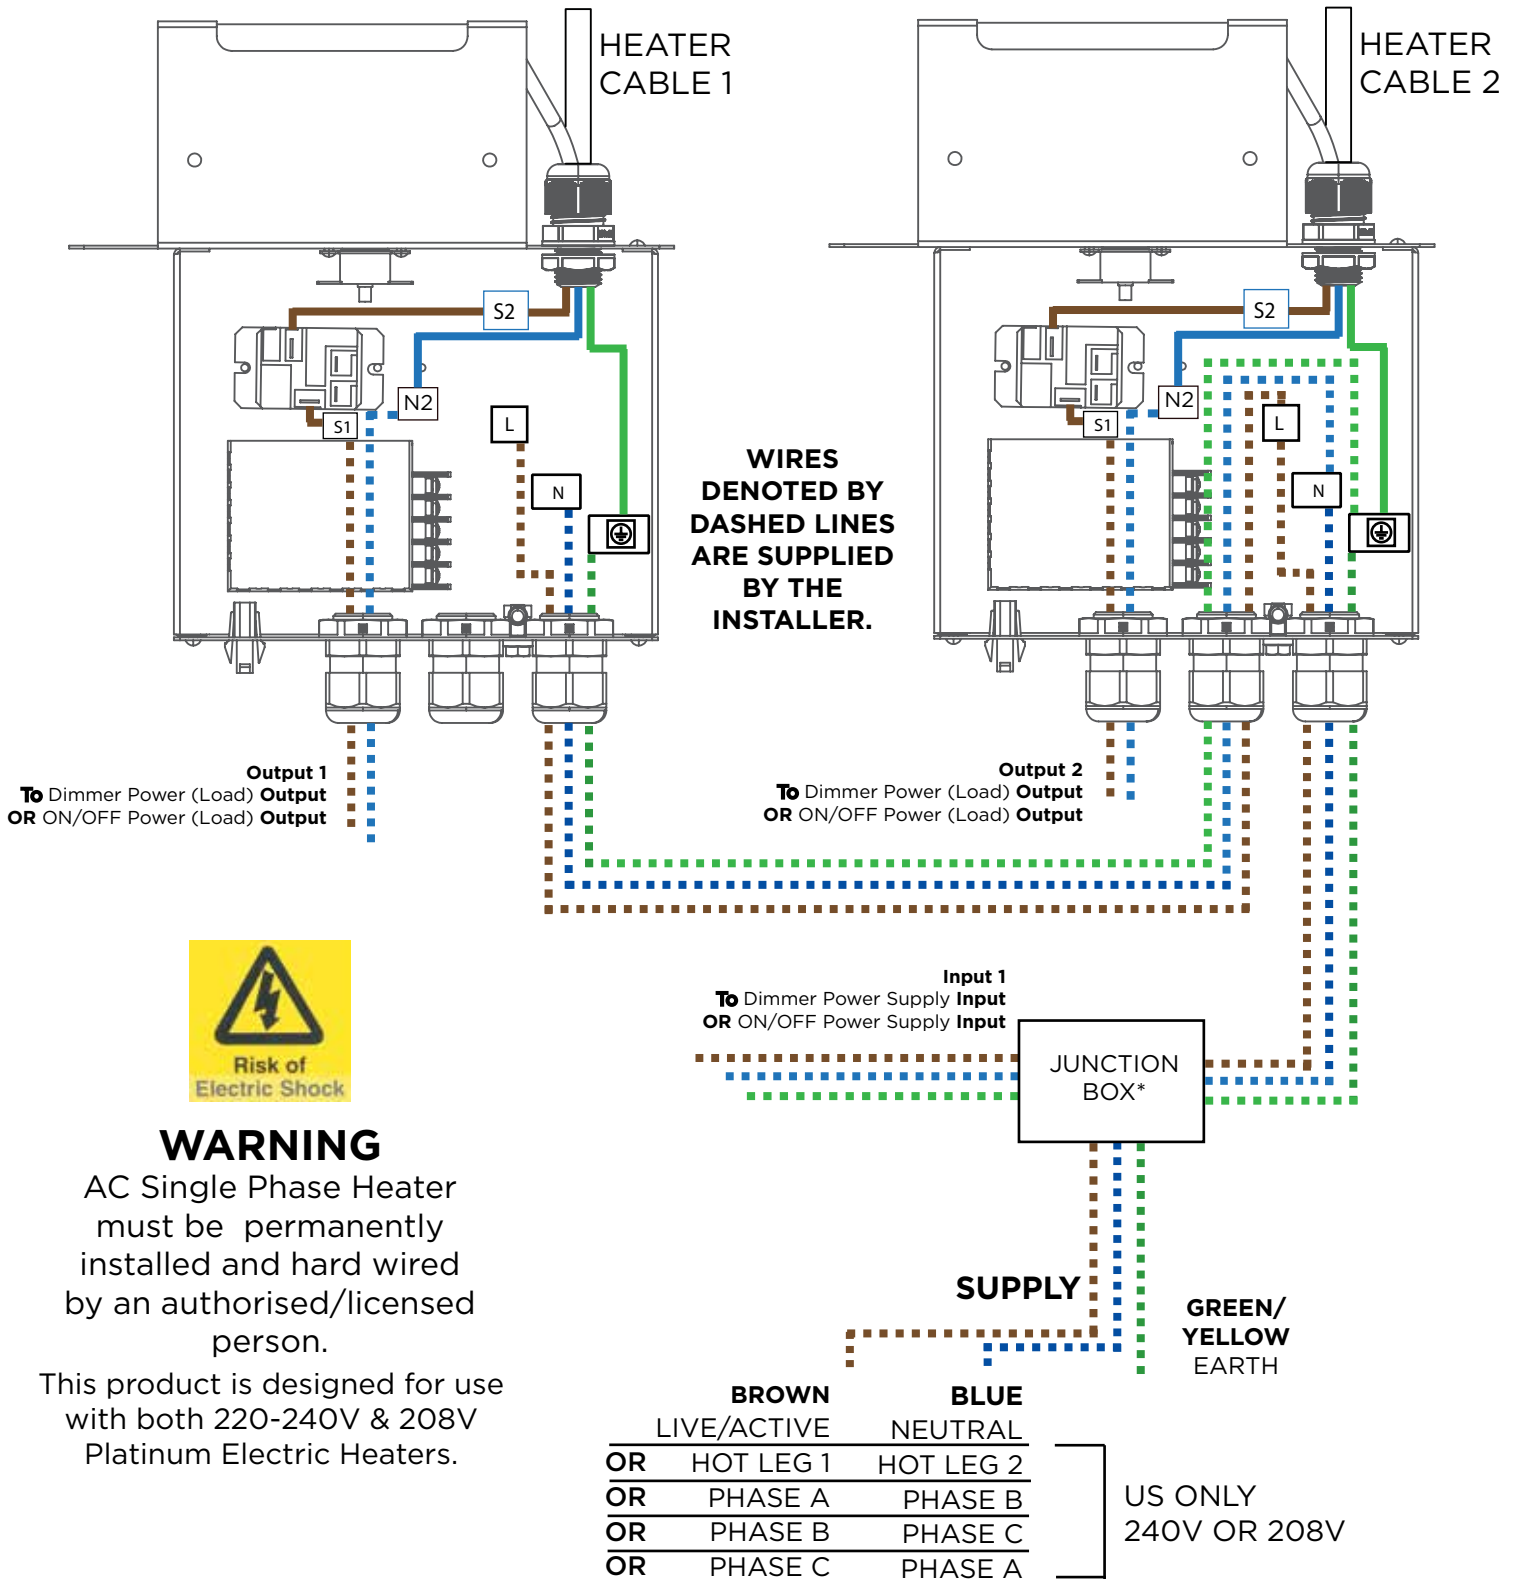 HEATER
CABLE 1
HEATER
CABLE 2
S2
N2
S1
L
N
S2
N2
S1
L
N
WIRES
DENOTED BY
DASHED LINES
ARE SUPPLIED
BY THE
INSTALLER.
Output 1
To Dimmer Power (Load) Output
OR ON/OFF Power (Load) Output
Output 2
To Dimmer Power (Load) Output
OR ON/OFF Power (Load) Output
Input 1
To Dimmer Power Supply Input
OR ON/OFF Power Supply Input
JUNCTION
BOX*
Risk of
Electric Shock
WARNING
AC Single Phase Heater
must be permanently
installed and hard wired
by an authorised/licensed
person.
This product is designed for use
with both 220-240V & 208V
Platinum Electric Heaters.
SUPPLY
GREEN/
YELLOW
EARTH
BROWN BLUE
LIVE/ACTIVE NEUTRAL
OR HOT LEG 1 HOT LEG 2
OR PHASE A PHASE B
OR PHASE B PHASE C
OR PHASE C PHASE A
US ONLY
240V OR 208V